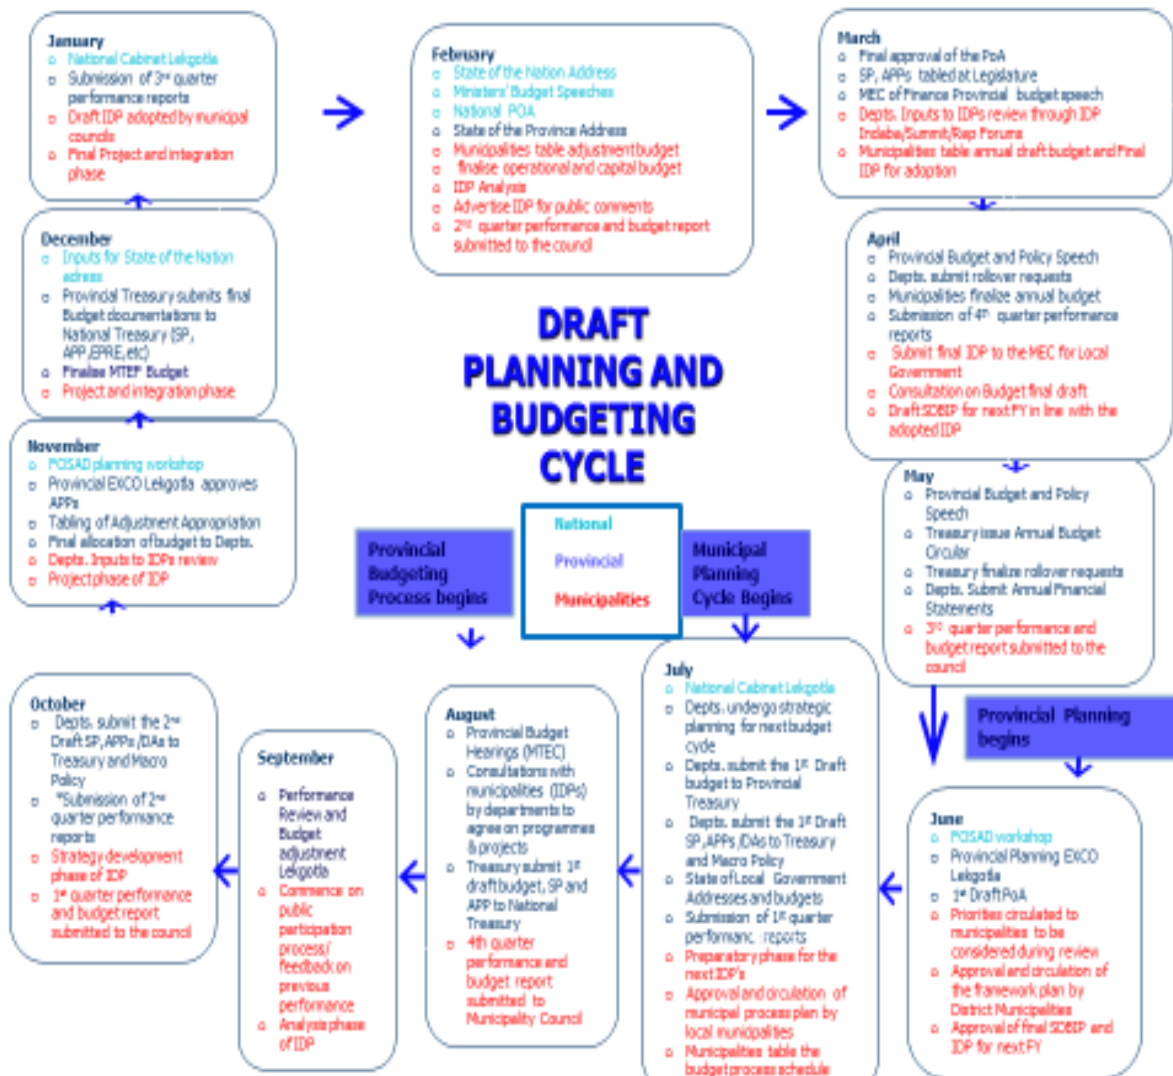 January
National Cabinet Lekgotla
Submission of 3rd quarter
performance reports
Draft IDP adopted by municipal
councils
Final Project and integration
phase
February
State of the Nation Address
Ministers' Budget Speeches
National POA
State of the Province Address
Municipalities table adjustment budget
finalise operational and capital budget
IDP Analysis
Advertise IDP for public comments
2nd quarter performance and budget report
submitted to the council
March
Final approval of the PoA
SP, APPs tabled at Legislature
MEC of Finance Provincial budget speech
Depts. Inputs to IDPs review through IDP
Indaba/Summit/Rep Forums
Municipalities table annual draft budget and Final
IDP for adoption
April
Provincial Budget and Policy Speech
Depts. submit rollover requests
Municipalities finalize annual budget
Submission of 4th quarter performance
reports
Submit final IDP to the MEC for Local
Government
Consultation on Budget final draft
Draft SDBIP for next FY in line with the
adopted IDP
May
Provincial Budget and Policy
Speech
Treasury issue Annual Budget
Circular
Treasury finalize rollover requests
Depts. Submit Annual Financial
Statements
3rd quarter performance and
budget report submitted to the
council
Provincial Planning
begins
June
POSAD workshop
Provincial Planning EXCO
Lekgotla
1st Draft PoA
Priorities circulated to
municipalities to be
considered during review
Approval and circulation of
the framework plan by
District Municipalities
Approval of final SDBIP and
IDP for next FY
Municipal
Planning
Cycle Begins
July
National Cabinet Lekgotla
Depts. undergo strategic
planning for next budget
cycle
Depts. submit the 1st Draft
budget to Provincial
Treasury
Depts. submit the 1st Draft
SP, APPs /DAs to Treasury
and Macro Policy
State of Local Government
Addresses and budgets
Submission of 1st quarter
performanc. reports
Preparatory phase for the
next IDP's
Approval and circulation of
municipal process plan by
local municipalities
Municipalities table the
budget process schedule
Provincial
Budgeting
Process begins
August
Provincial Budget
Hearings (MTEC)
Consultations with
municipalities (IDPs)
by departments to
agree on programmes
& projects
Treasury submit 1st
draft budget, SP and
APP to National
Treasury
4th quarter
performance and
budget report
submitted to
Municipality Council
September
Performance
Review and
Budget
adjustment
Lekgotla
Commence on
public
participation
process/
feedback on
previous
performance
Analysis phase
of IDP
October
Depts. submit the 2nd
Draft SP, APPs /DAs to
Treasury and Macro
Policy
*Submission of 2nd
quarter performance
reports
Strategy development
phase of IDP
1st quarter performance
and budget report
submitted to the council
November
POSAD planning workshop
Provincial EXCO Lekgotla approves
APPs
Tabling of Adjustment Appropriation
Final allocation of budget to Depts.
Depts. Inputs to IDPs review
Project phase of IDP
December
Inputs for State of the Nation
adress
Provincial Treasury submits final
Budget documentations to
National Treasury (SP,
APP,EPRE,etc)
Finalise MTEF Budget
Project and integration phase
DRAFT
PLANNING AND
BUDGETING
CYCLE
National
Provincial
Municipalities